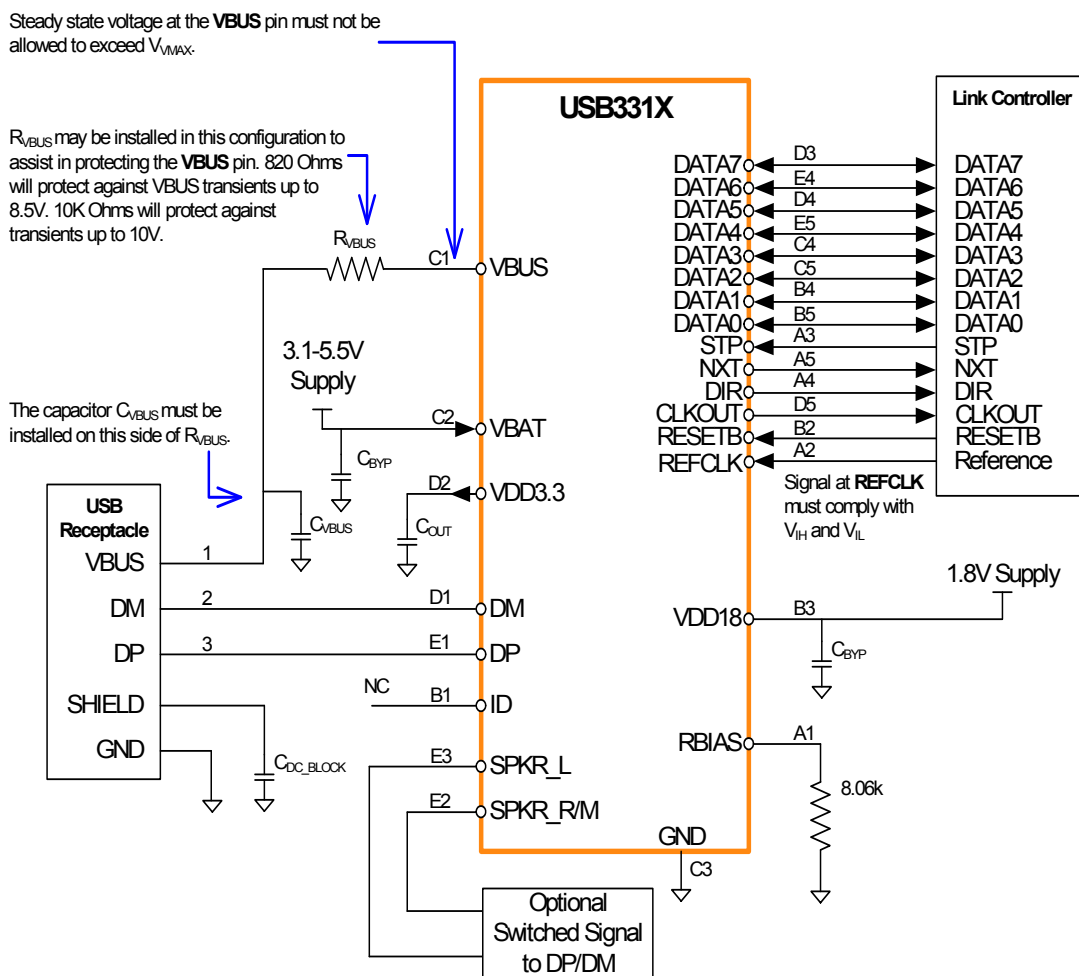 Steady state voltage at the VBUS pin must not be
allowed to exceed VVMAX.
RVBUS may be installed in this configuration to
assist in protecting the VBUS pin. 820 Ohms
will protect against VBUS transients up to
8.5V. 10K Ohms will protect against
transients up to 10V.
RVBUS
C1
VBUS
3.1-5.5V
Supply
The capacitor CVBUS must be
installed on this side of RVBUS.
C2
VBAT
CBYP
D2
VDD3.3
CVBUS
COUT
USB
Receptacle
VBUS
1
DM
2
D1
DM
DP
3
E1
DP
NC
B1
ID
SHIELD
GND
CDC_BLOCK
E3
SPKR_L
E2
SPKR_R/M
USB331X
Link Controller
DATA7
D3
DATA7
DATA6
E4
DATA6
DATA5
D4
DATA5
DATA4
E5
DATA4
DATA3
C4
DATA3
DATA2
C5
DATA2
DATA1
B4
DATA1
DATA0
B5
DATA0
STP
A3
STP
NXT
A5
NXT
DIR
A4
DIR
CLKOUT
D5
CLKOUT
RESETB
B2
RESETB
REFCLK
A2
Reference
Signal at REFCLK
must comply with
VIH and VIL
1.8V Supply
VDD18
B3
CBYP
RBIAS
A1
8.06k
GND
C3
Optional
Switched Signal
to DP/DM